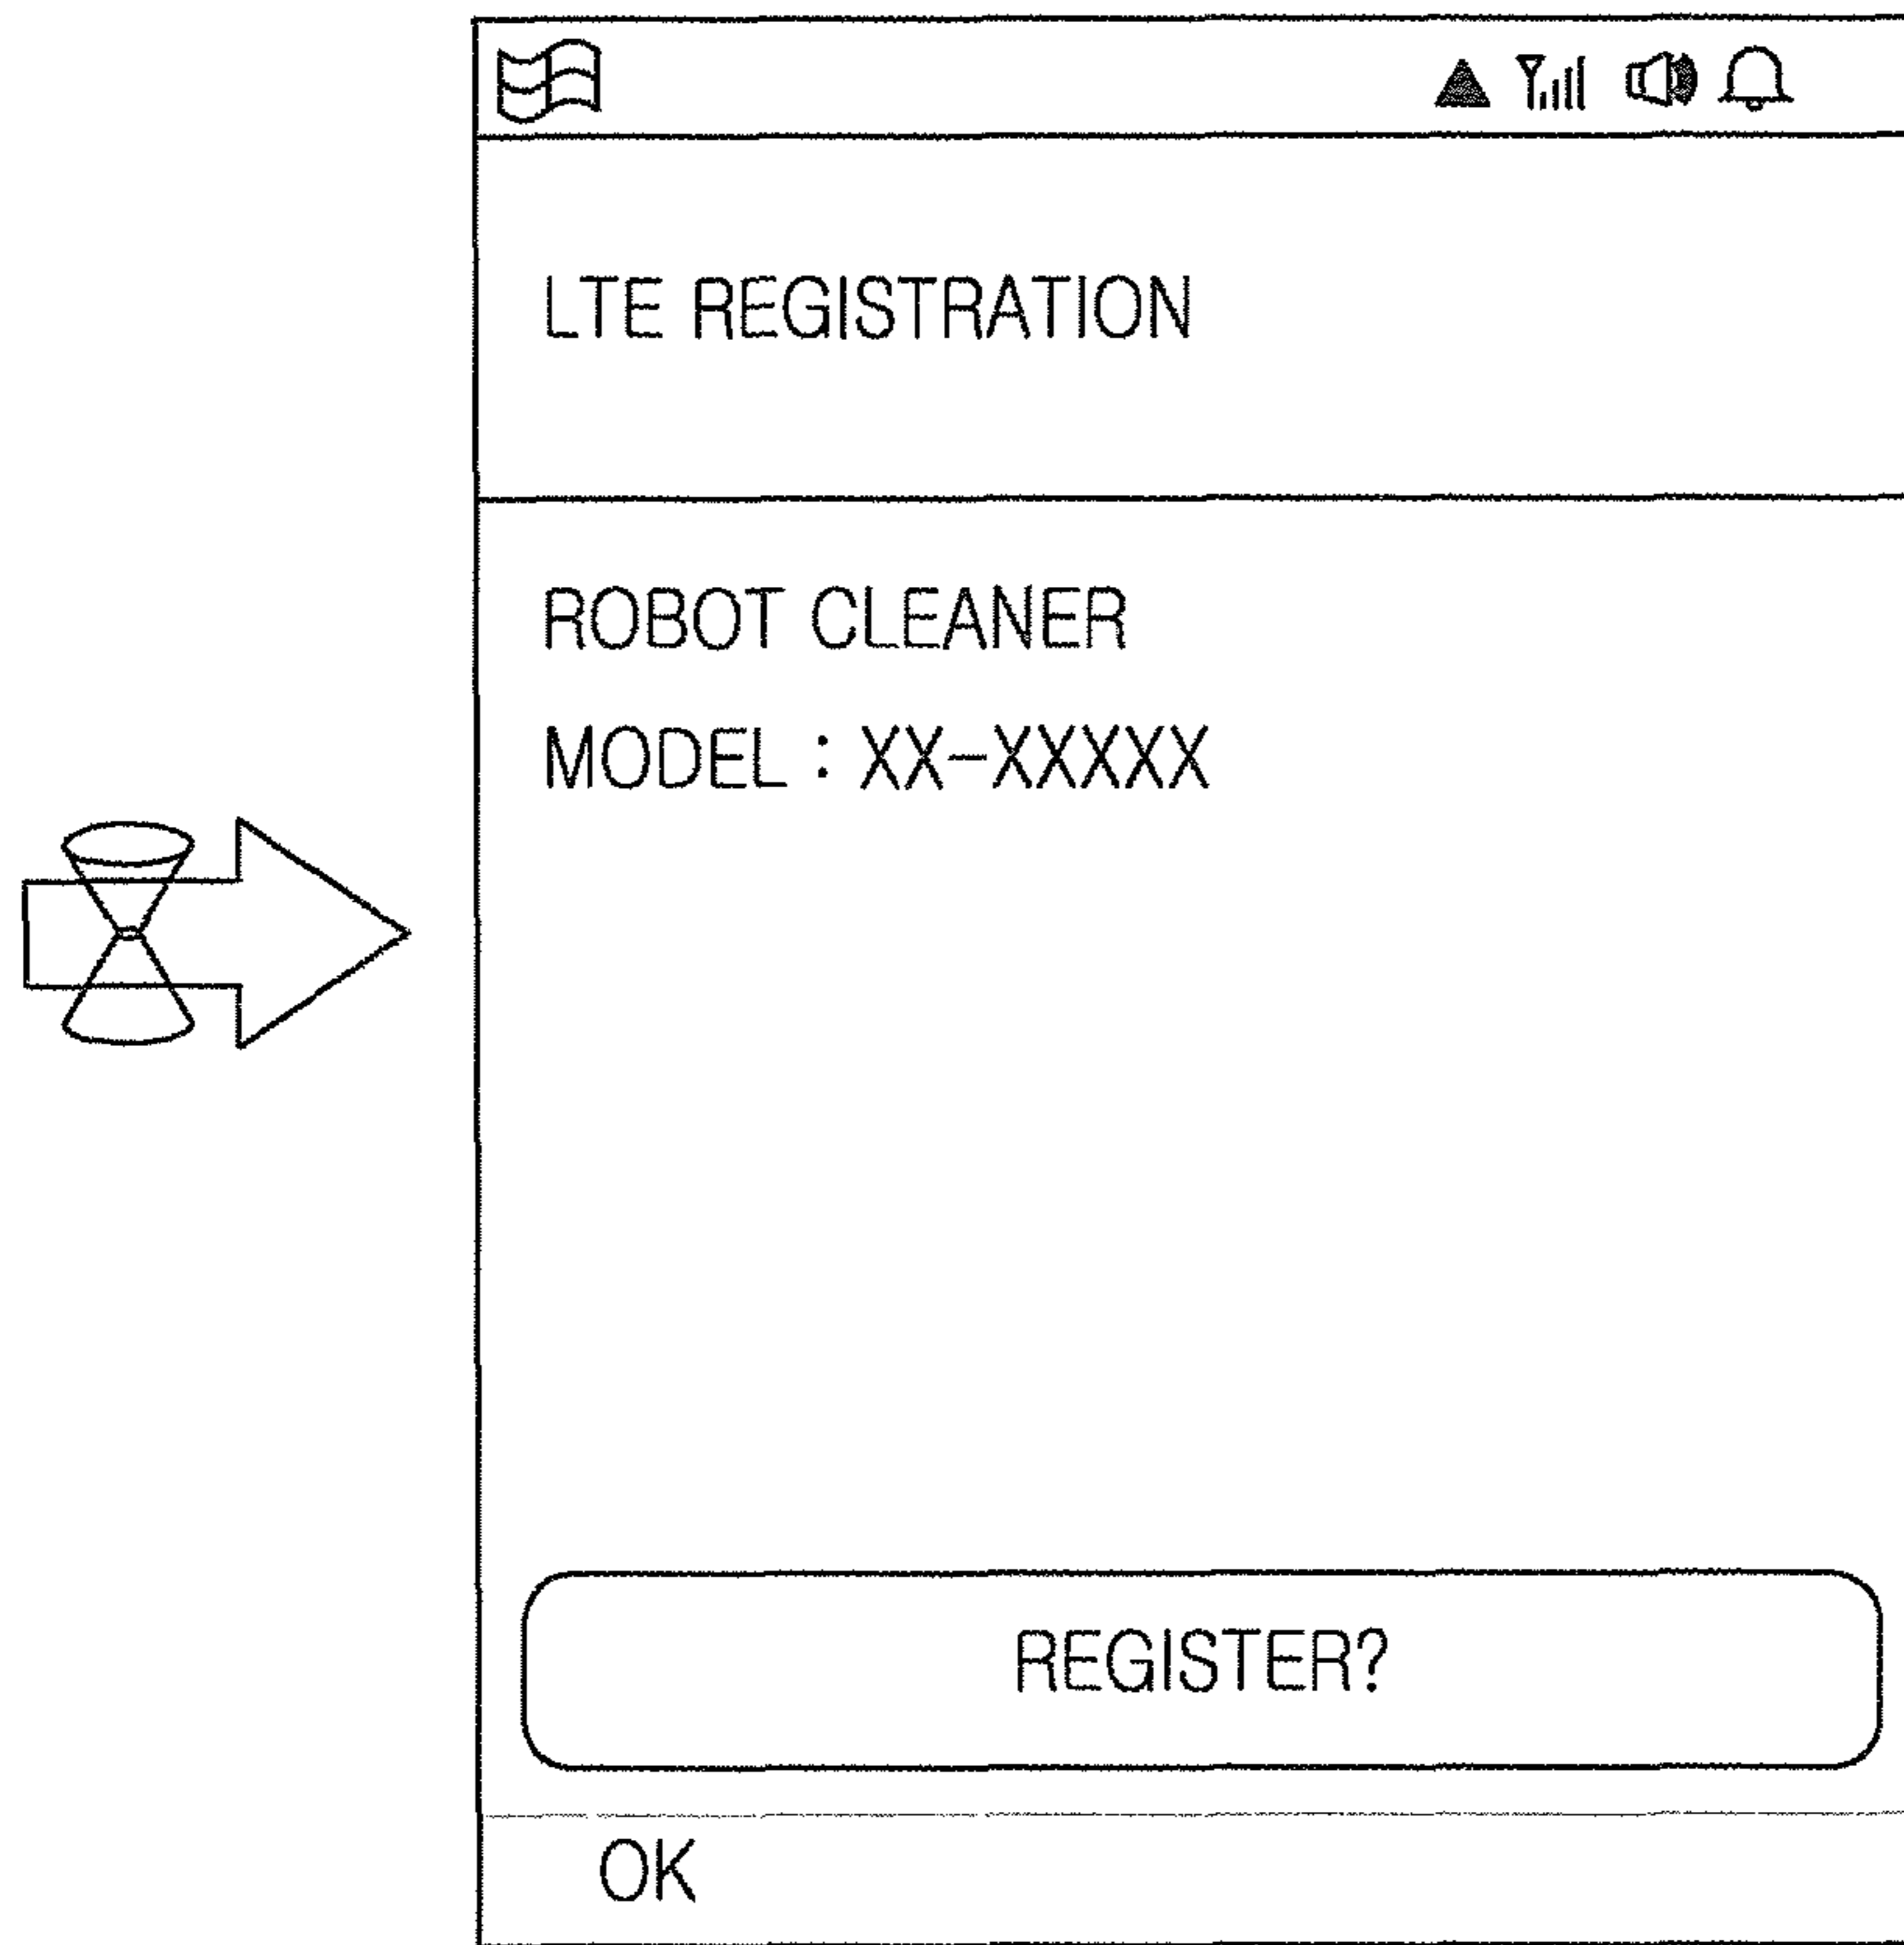 LTE REGISTRATION
ROBOT CLEANER
MODEL : XX-XXXXX
REGISTER?
OK